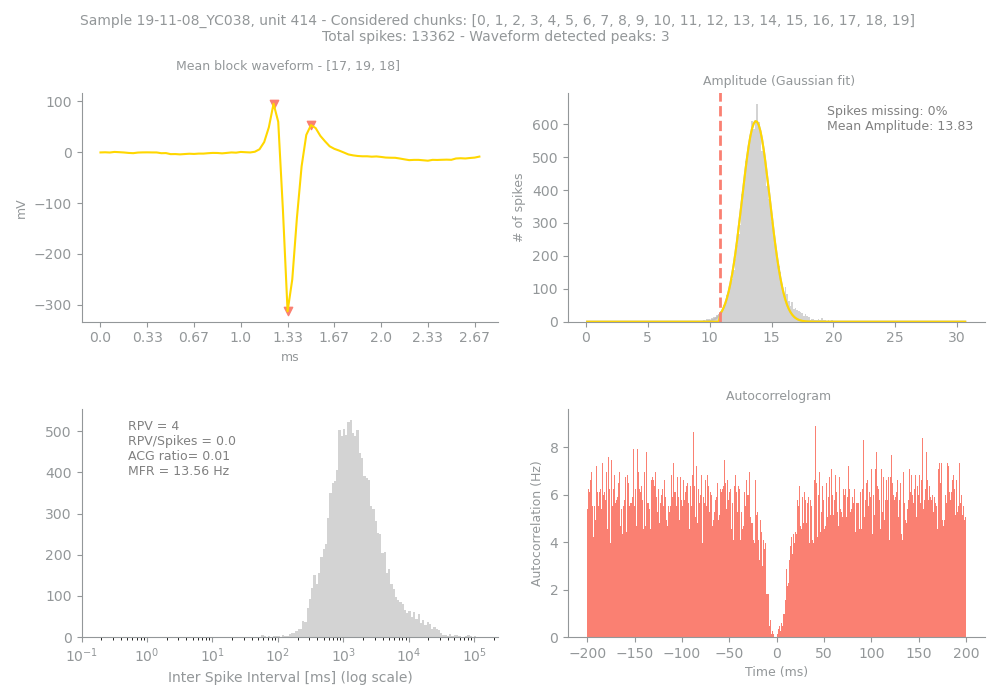 Sample 19-11-08_YC038, unit 414 - Considered chunks: [0, 1, 2, 3, 4, 5, 6, 7, 8, 9, 10, 11, 12, 13, 14, 15, 16, 17, 18, 19]
Total spikes: 13362 - Waveform detected peaks: 3
Mean block waveform - [17, 19, 18]
100
0
−100
−200
−300
mV
0.0 0.33 0.67 1.0 1.33 1.67 2.0 2.33 2.67
ms
Amplitude (Gaussian fit)
Spikes missing: 0%
Mean Amplitude: 13.83
600
500
400
300
200
100
0
# of spikes
0 5 10 15 20 25 30
RPV = 4
RPV/Spikes = 0.0
ACG ratio= 0.01
MFR = 13.56 Hz
500
400
300
200
100
0
10⁻¹ 10⁰ 10¹ 10² 10³ 10⁴ 10⁵
Inter Spike Interval [ms] (log scale)
Autocorrelogram
8
6
4
2
0
Autocorrelation (Hz)
−200 −150 −100 −50 0 50 100 150 200
Time (ms)